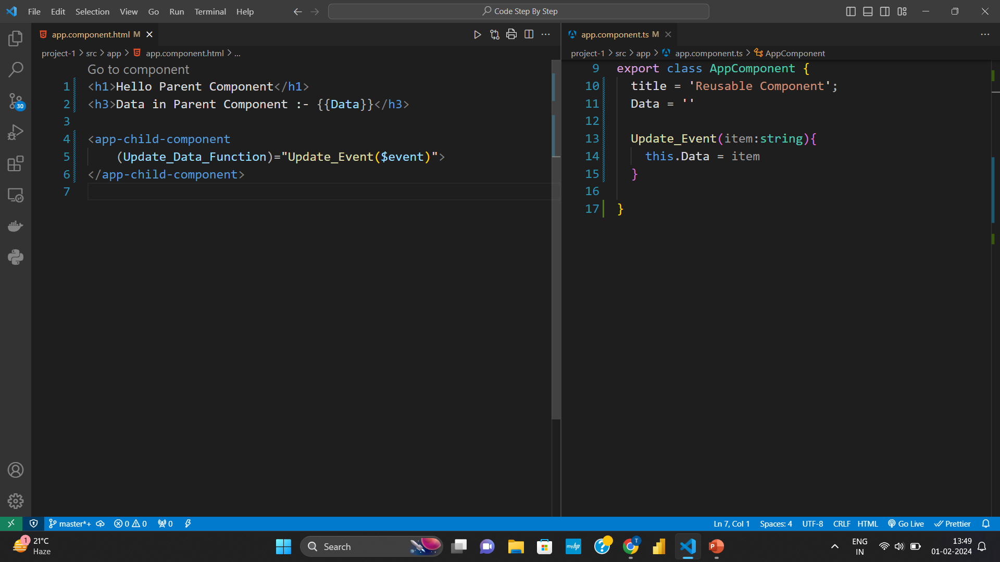 File Edit Selection View Go Run Terminal Help
Code Step By Step
app.component.html M
project-1 > src > app > app.component.html > ...
Go to component
1 <h1>Hello Parent Component</h1>
2 <h3>Data in Parent Component :- {{Data}}</h3>
3
4 <app-child-component
5 (Update_Data_Function)="Update_Event($event)">
6 </app-child-component>
7
app.component.ts M
project-1 > src > app > app.component.ts > AppComponent
9 export class AppComponent {
10 title = 'Reusable Component';
11 Data = ''
12
13 Update_Event(item:string){
14 this.Data = item
15 }
16
17 }
30
master*+ 0 0 0
Ln 7, Col 1 Spaces: 4 UTF-8 CRLF HTML Go Live Prettier
1
21°C
Haze
Search
myhp
?
T
P
ENG
IN
13:49
01-02-2024